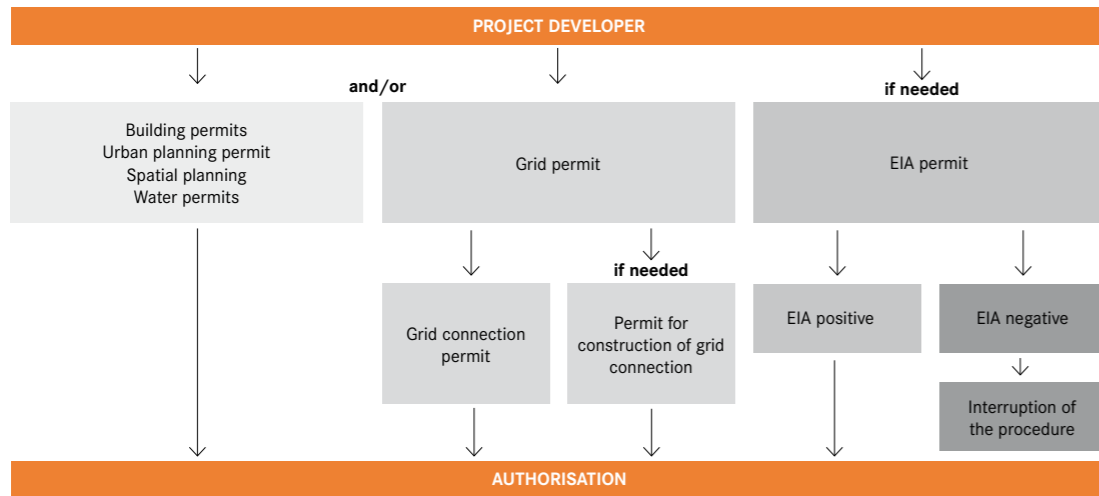 PROJECT DEVELOPER
and/or
if needed
Building permits
Urban planning permit
Spatial planning
Water permits
Grid permit
EIA permit
if needed
Grid connection
permit
Permit for
construction of grid
connection
EIA positive
EIA negative
Interruption of
the procedure
AUTHORISATION